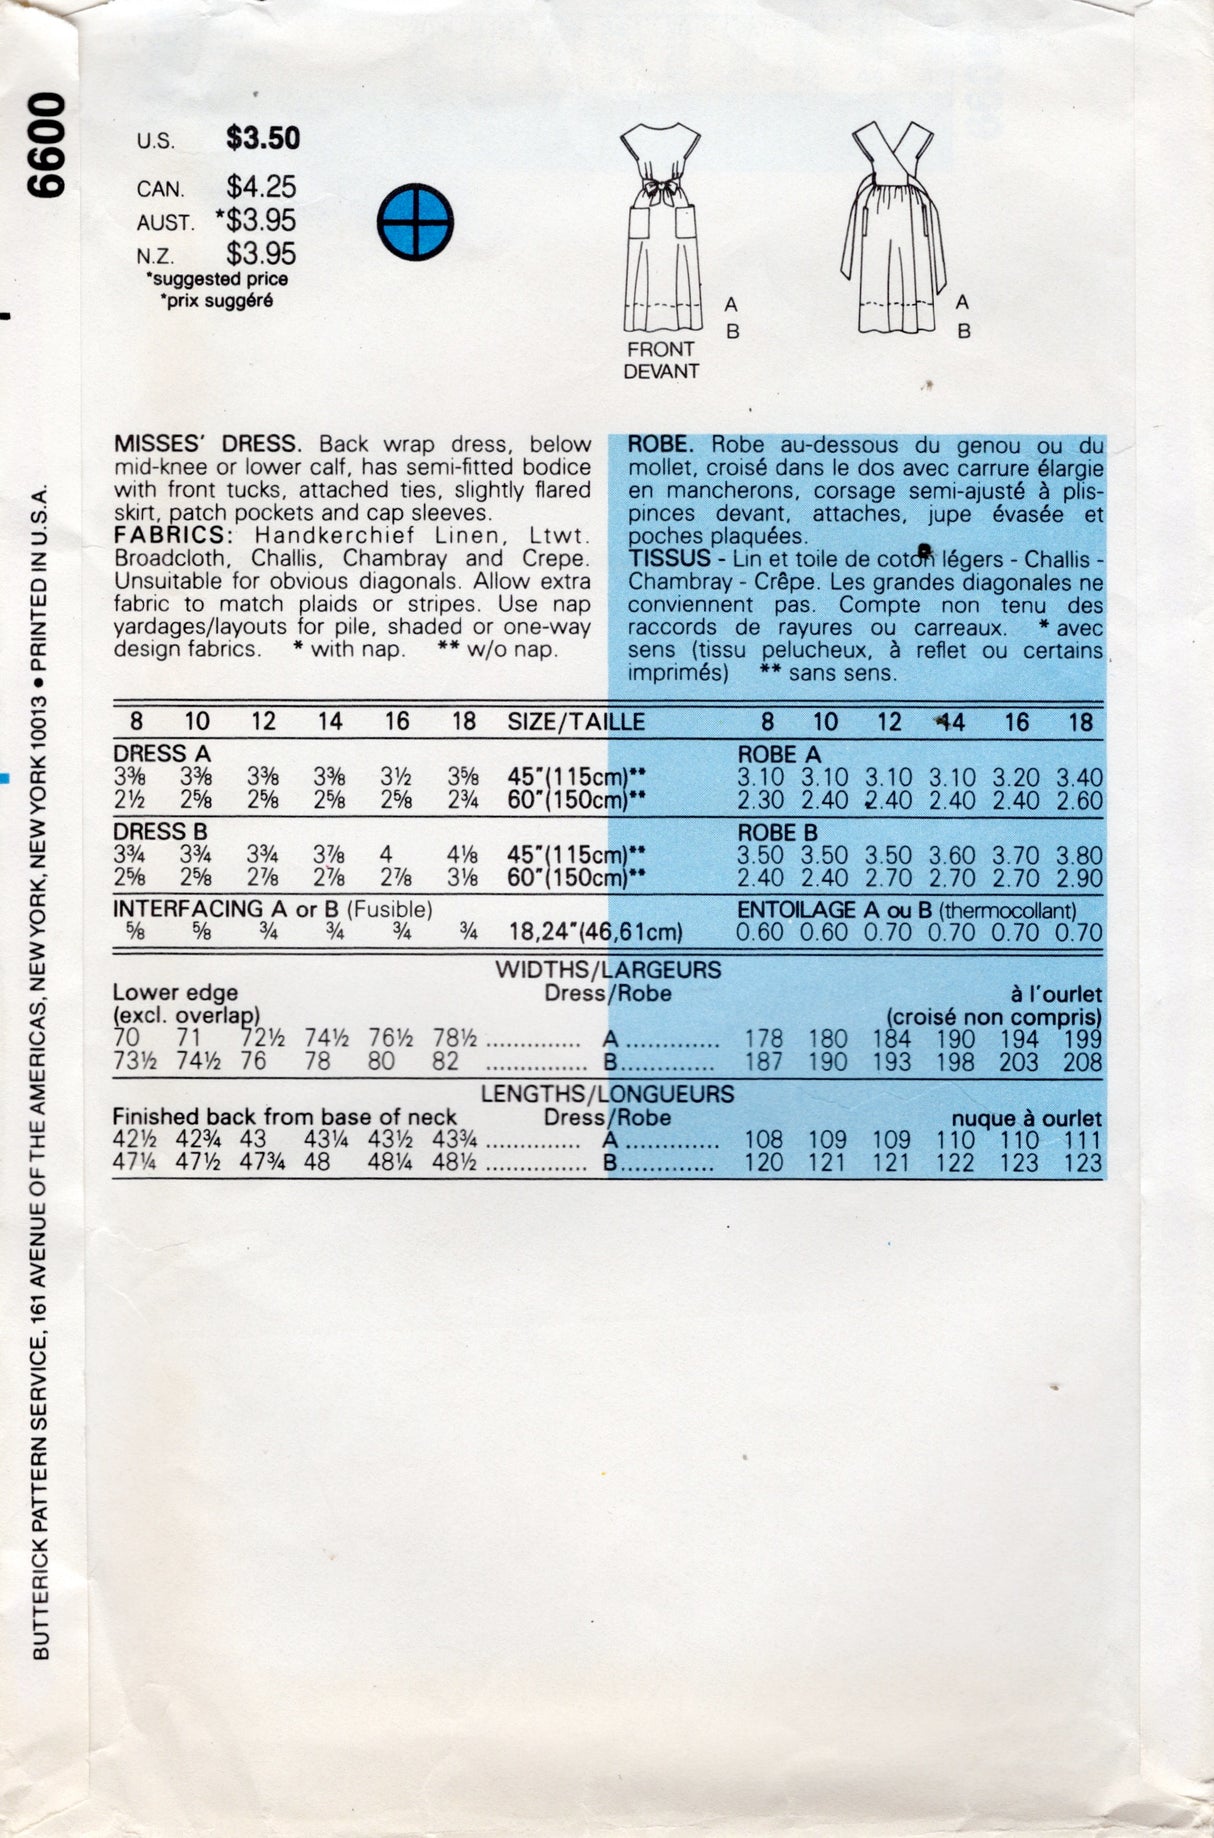 6600
U.S. $3.50
CAN. $4.25
AUST. *$3.95
N.Z. $3.95
*suggested price
*prix suggéré
A
B
FRONT
DEVANT
A
B
MISSES' DRESS. Back wrap dress, below
mid-knee or lower calf, has semi-fitted bodice
with front tucks, attached ties, slightly flared
skirt, patch pockets and cap sleeves.
FABRICS: Handkerchief Linen, Ltwt.
Broadcloth, Challis, Chambray and Crepe.
Unsuitable for obvious diagonals. Allow extra
fabric to match plaids or stripes. Use nap
yardages/layouts for pile, shaded or one-way
design fabrics. * with nap. ** w/o nap.
ROBE. Robe au-dessous du genou ou du
mollet, croisé dans le dos avec carrure élargie
en mancherons, corsage semi-ajusté à plis-
pinces devant, attaches, jupe évasée et
poches plaquées.
TISSUS - Lin et toile de coton légers - Challis -
Chambray - Crêpe. Les grandes diagonales ne
conviennent pas. Compte non tenu des
raccords de rayures ou carreaux. * avec
sens (tissu pelucheux, à reflet ou certains
imprimés) ** sans sens.
8 10 12 14 16 18 SIZE/TAILLE 8 10 12 14 16 18
DRESS A ROBE A
3⅜ 3⅜ 3⅜ 3⅜ 3½ 3⅝ 45"(115cm)** 3.10 3.10 3.10 3.10 3.20 3.40
2½ 2⅝ 2⅝ 2⅝ 2⅝ 2¾ 60"(150cm)** 2.30 2.40 2.40 2.40 2.40 2.60
DRESS B ROBE B
3¾ 3¾ 3¾ 3⅞ 4 4⅛ 45"(115cm)** 3.50 3.50 3.50 3.60 3.70 3.80
2⅝ 2⅝ 2⅞ 2⅞ 2⅞ 3⅛ 60"(150cm)** 2.40 2.40 2.70 2.70 2.70 2.90
INTERFACING A or B (Fusible) ENTOILAGE A ou B (thermocollant)
⅝ ⅝ ¾ ¾ ¾ ¾ 18,24"(46,61cm) 0.60 0.60 0.70 0.70 0.70 0.70
WIDTHS/LARGEURS
Lower edge Dress/Robe à l'ourlet
(excl. overlap) (croisé non compris)
70 71 72½ 74½ 76½ 78½ .............. A ............. 178 180 184 190 194 199
73½ 74½ 76 78 80 82 ............... B............. 187 190 193 198 203 208
LENGTHS/LONGUEURS
Finished back from base of neck Dress/Robe nuque à ourlet
42½ 42¾ 43 43¼ 43½ 43¾ .............. A ............. 108 109 109 110 110 111
47¼ 47½ 47¾ 48 48¼ 48½ ............... B............. 120 121 121 122 123 123
BUTTERICK PATTERN SERVICE, 161 AVENUE OF THE AMERICAS, NEW YORK, NEW YORK 10013 • PRINTED IN U.S.A.